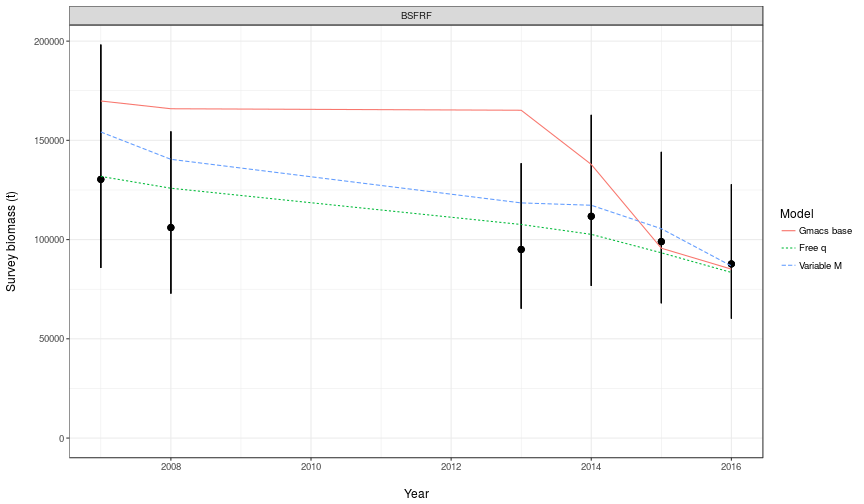 BSFRF
200000
150000
100000
50000
0
Survey biomass (t)
2008 2010 2012 2014 2016
Year
Model
Gmacs base
Free q
Variable M